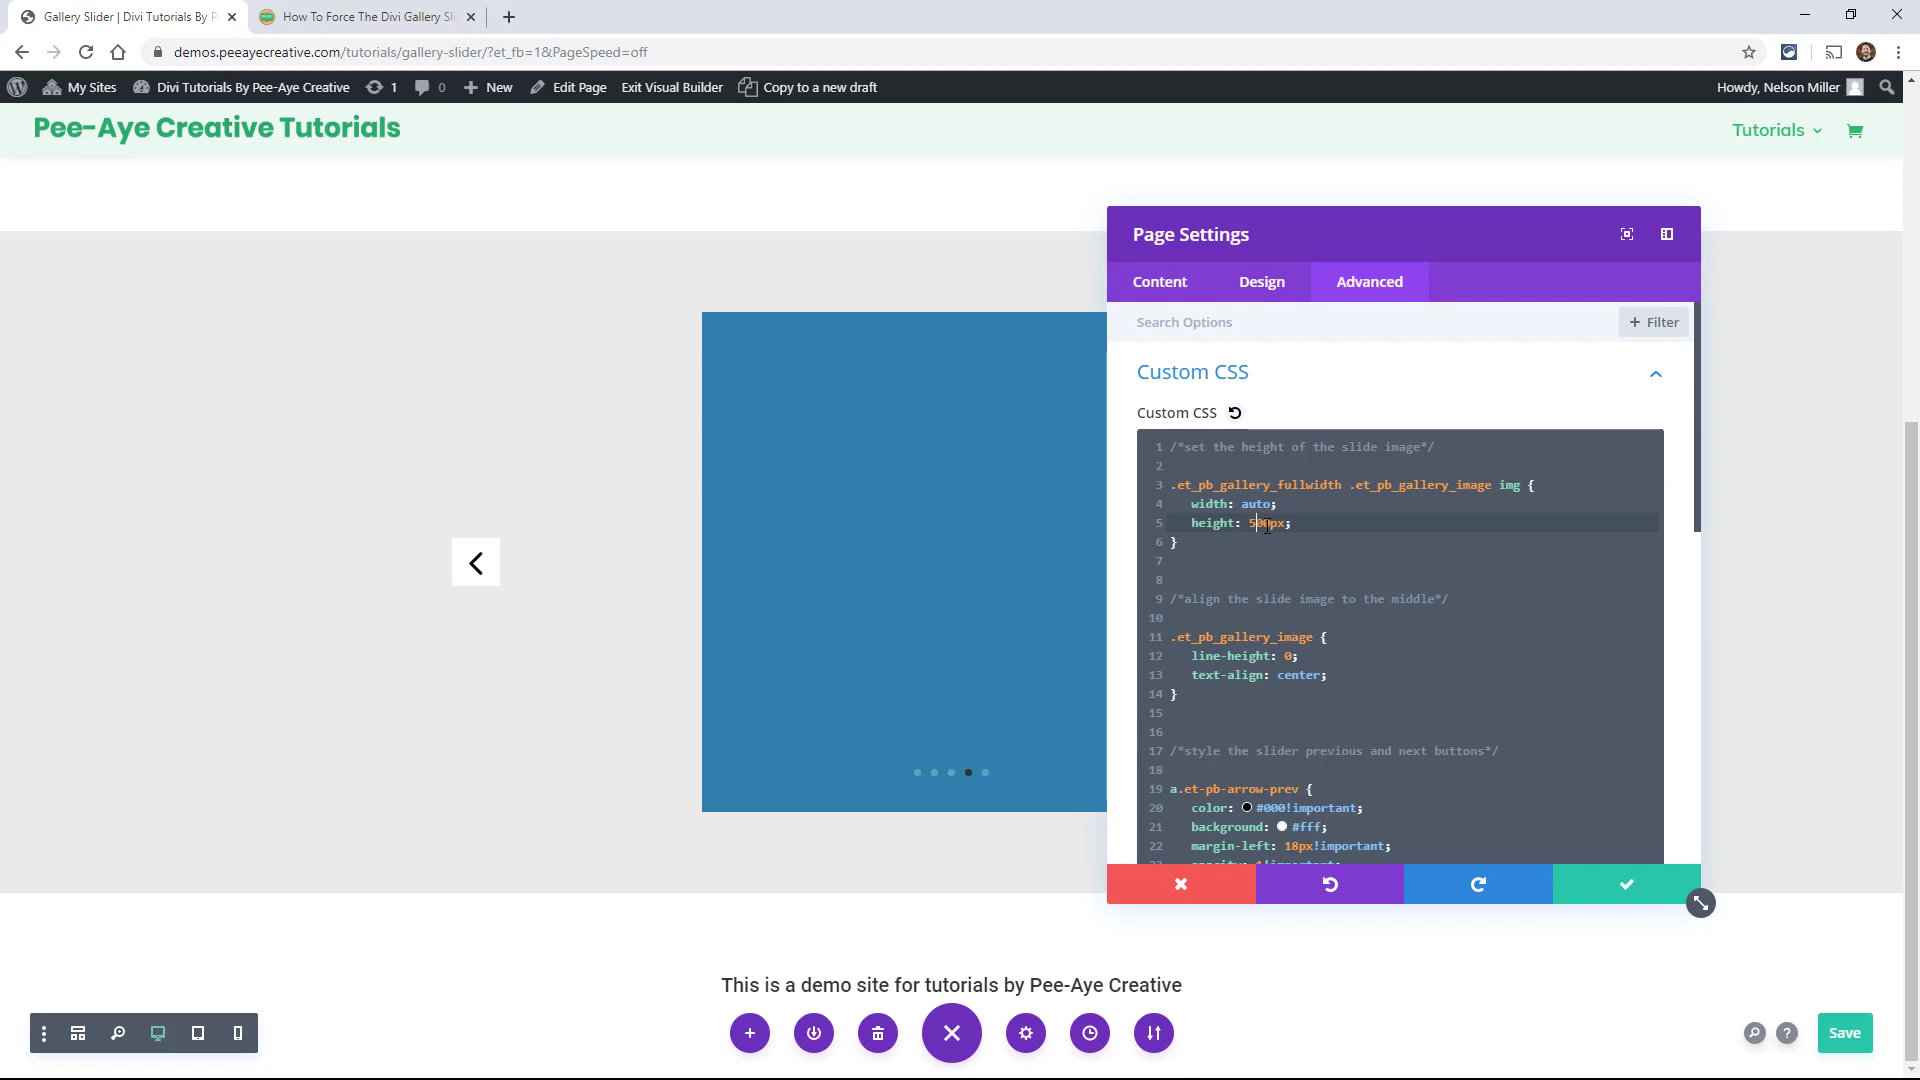 Gallery Slider | Divi Tutorials By P
How To Force The Divi Gallery Sl
demos.peeayecreative.com/tutorials/gallery-slider/?et_fb=1&PageSpeed=off
My Sites
Divi Tutorials By Pee-Aye Creative
1
0
New
Edit Page
Exit Visual Builder
Copy to a new draft
Howdy, Nelson Miller
Pee-Aye Creative Tutorials
Tutorials
Page Settings
Content
Design
Advanced
Search Options
+ Filter
Custom CSS
Custom CSS
1 /*set the height of the slide image*/
2
3 .et_pb_gallery_fullwidth .et_pb_gallery_image img {
4 width: auto;
5 height: 500px;
6 }
7
8
9 /*align the slide image to the middle*/
10
11 .et_pb_gallery_image {
12 line-height: 0;
13 text-align: center;
14 }
15
16
17 /*style the slider previous and next buttons*/
18
19 a.et-pb-arrow-prev {
20 color: #000!important;
21 background: #fff;
22 margin-left: 18px!important;
This is a demo site for tutorials by Pee-Aye Creative
?
Save